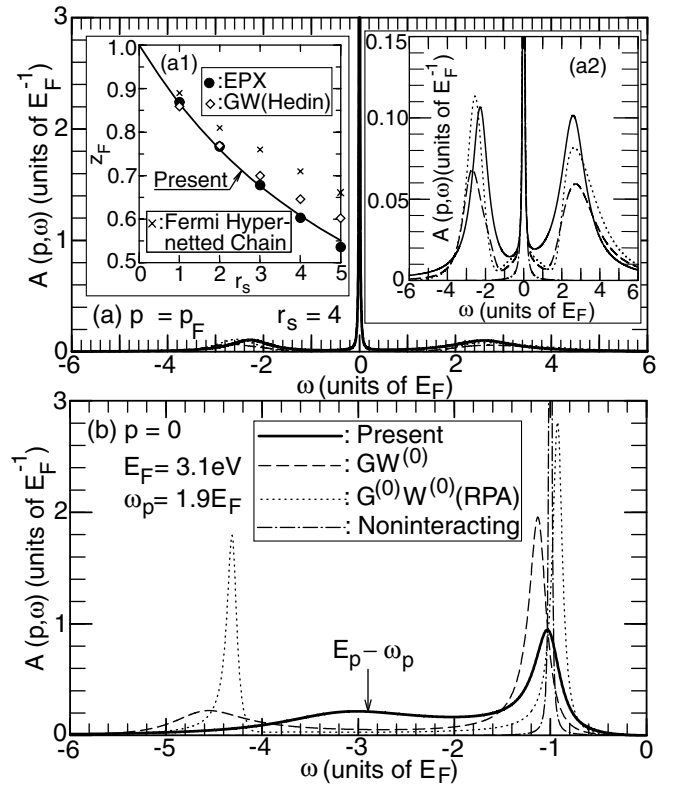 3
2
1
0
A (p,ω) (units of E_F^-1)
1.0
0.9
0.8
0.7
0.6
0.5
z_F
(a1)
●:EPX
◇:GW(Hedin)
Present
×:Fermi Hyper-
netted Chain
0 1 2 3 4 5
r_s
0.15
0.10
0.05
0
A (p,ω)(units of E_F^-1)
(a2)
-6 -4 -2 0 2 4 6
ω (units of E_F)
(a) p = p_F r_s = 4
-6 -4 -2 0 2 4 6
ω (units of E_F)
3
2
1
0
A (p,ω) (units of E_F^-1)
(b) p = 0
E_F= 3.1eV
ω_p= 1.9E_F
: Present
: GW^(0)
: G^(0)W^(0)(RPA)
: Noninteracting
E_p – ω_p
-6 -5 -4 -3 -2 -1 0
ω (units of E_F)